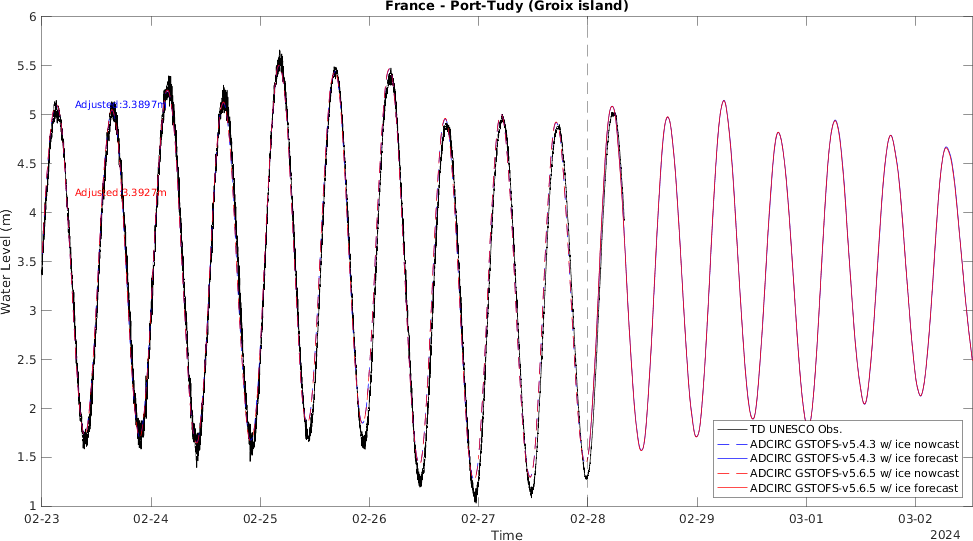 France - Port-Tudy (Groix island)
6
5.5
5
4.5
4
3.5
3
2.5
2
1.5
1
Water Level (m)
Adjusted:3.3897m
Adjusted:3.3927m
TD UNESCO Obs.
ADCIRC GSTOFS-v5.4.3 w/ ice nowcast
ADCIRC GSTOFS-v5.4.3 w/ ice forecast
ADCIRC GSTOFS-v5.6.5 w/ ice nowcast
ADCIRC GSTOFS-v5.6.5 w/ ice forecast
02-23 02-24 02-25 02-26 02-27 02-28 02-29 03-01 03-02
Time
2024